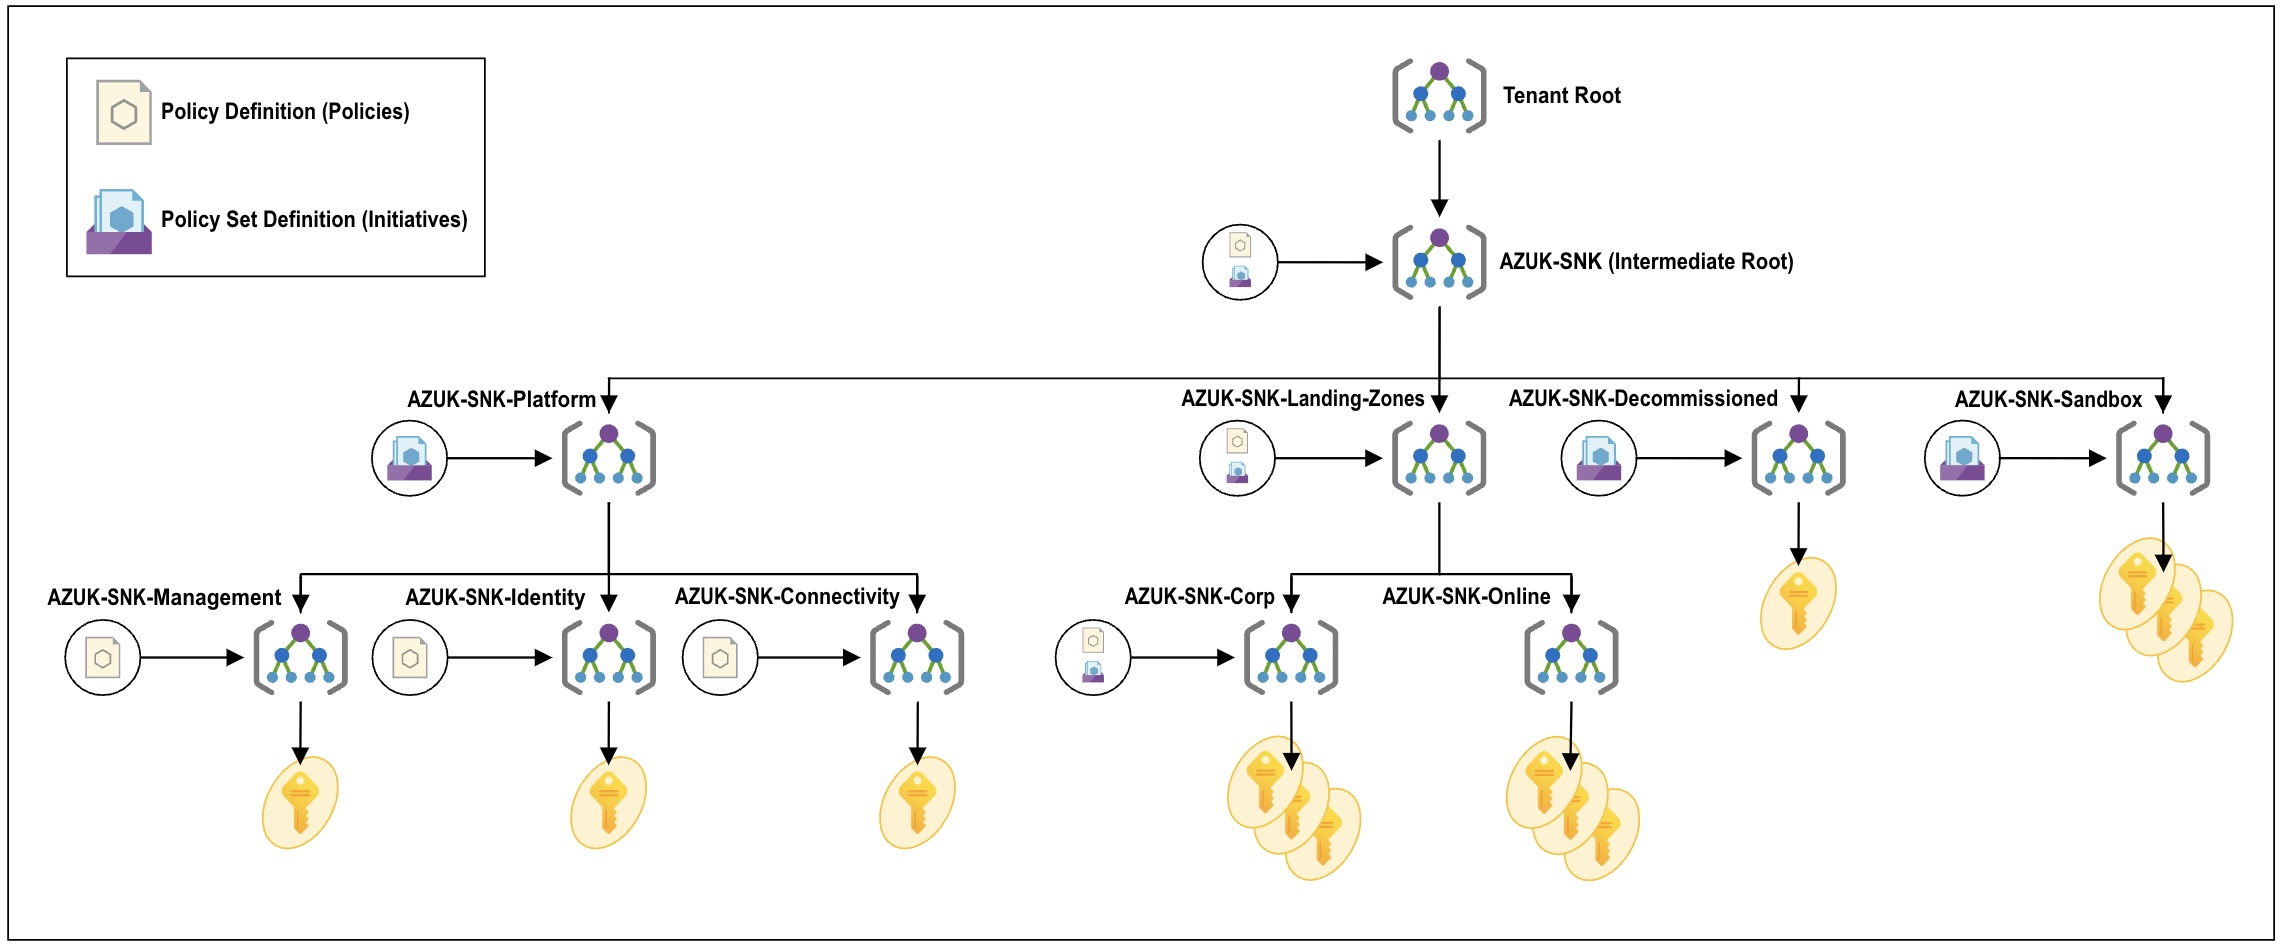 Policy Definition (Policies)
Policy Set Definition (Initiatives)
Tenant Root
AZUK-SNK (Intermediate Root)
AZUK-SNK-Platform
AZUK-SNK-Landing-Zones
AZUK-SNK-Decommissioned
AZUK-SNK-Sandbox
AZUK-SNK-Management
AZUK-SNK-Identity
AZUK-SNK-Connectivity
AZUK-SNK-Corp
AZUK-SNK-Online